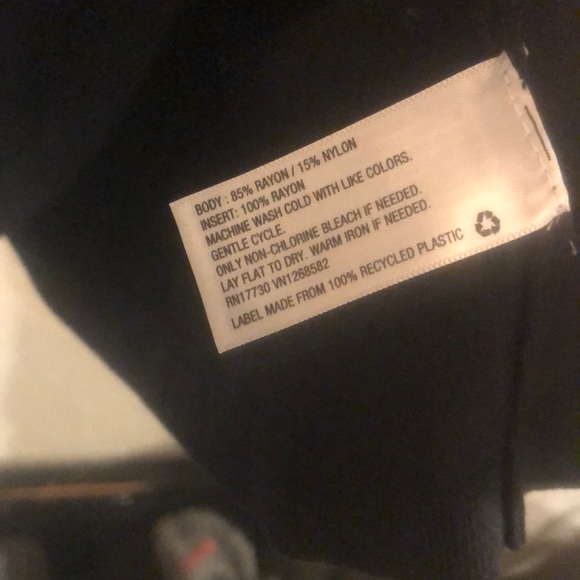 BODY : 85% RAYON / 15% NYLON
INSERT: 100% RAYON
MACHINE WASH COLD WITH LIKE COLORS.
GENTLE CYCLE.
ONLY NON-CHLORINE BLEACH IF NEEDED.
LAY FLAT TO DRY. WARM IRON IF NEEDED.
RN17730 VN1268582
LABEL MADE FROM 100% RECYCLED PLASTIC